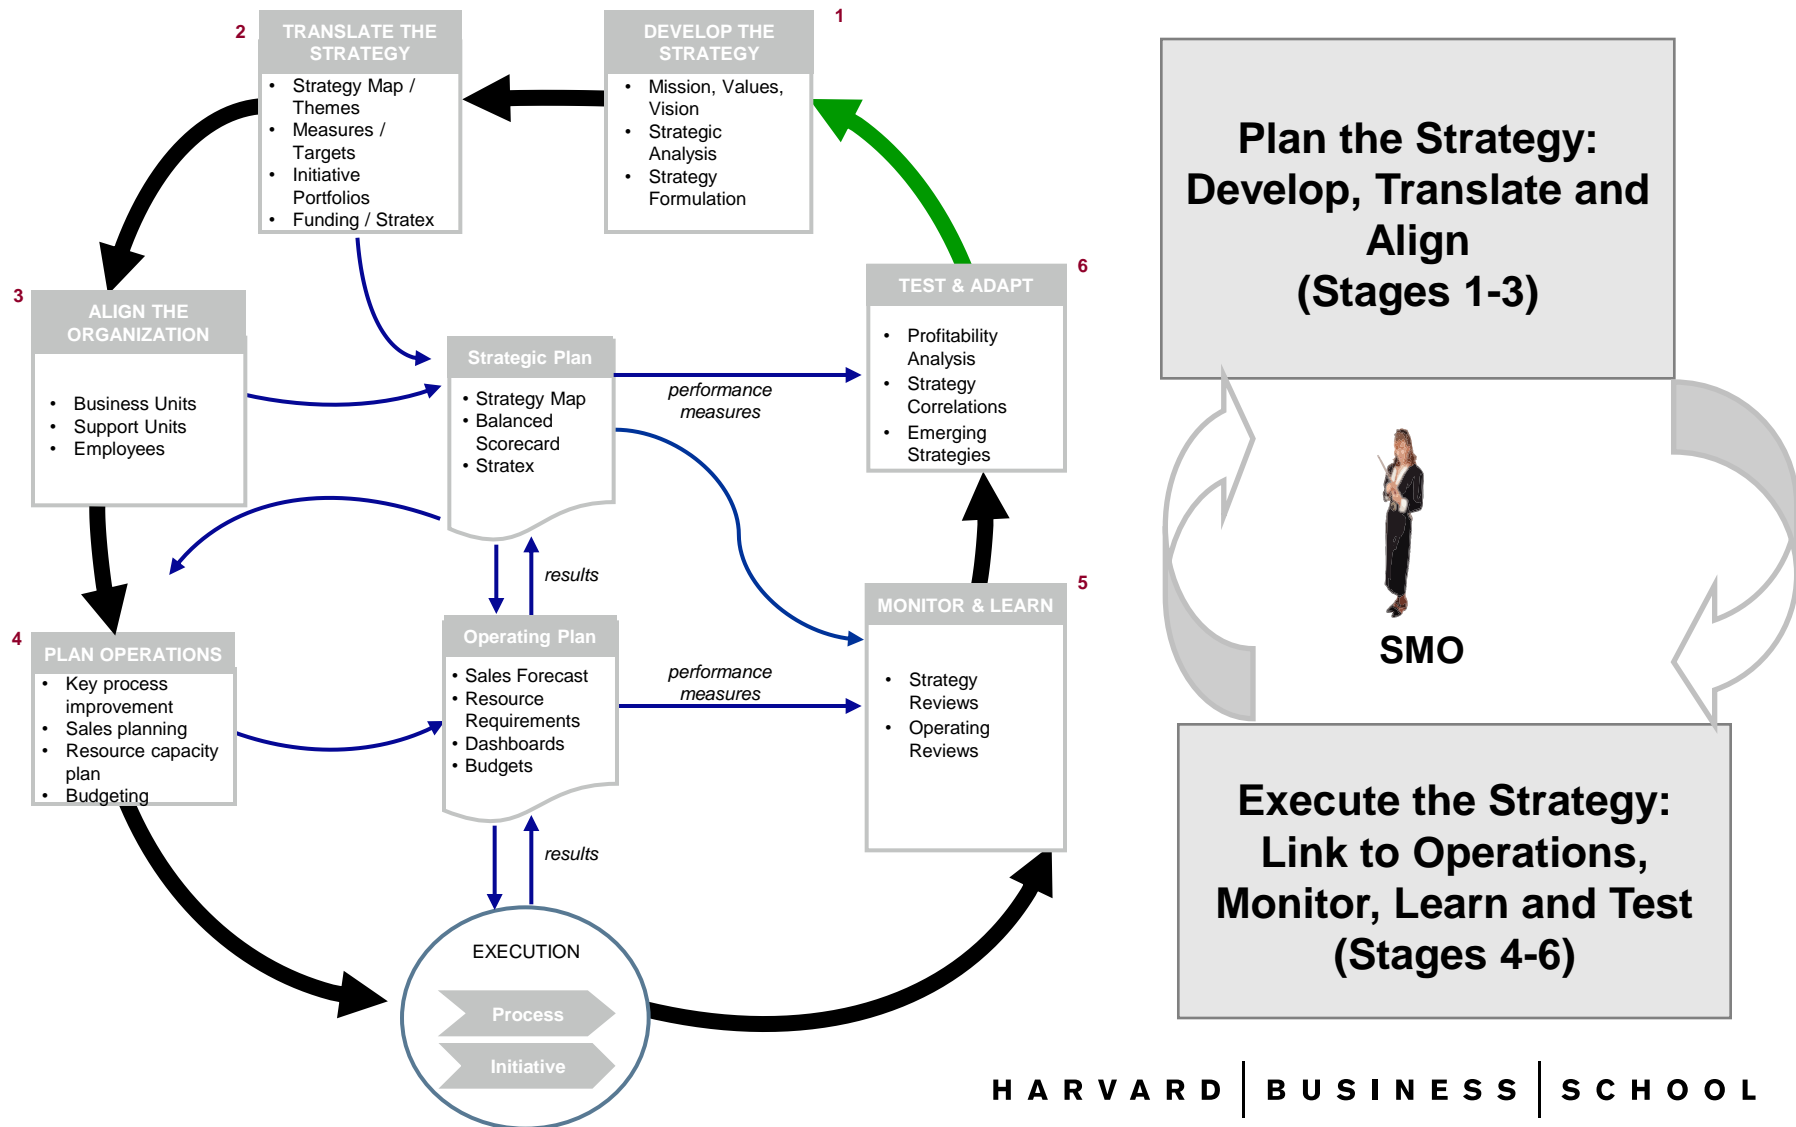 1
DEVELOP THE
STRATEGY
• Mission, Values,
Vision
• Strategic
Analysis
• Strategy
Formulation
2
TRANSLATE THE
STRATEGY
• Strategy Map /
Themes
• Measures /
Targets
• Initiative
Portfolios
• Funding / Stratex
3
ALIGN THE
ORGANIZATION
• Business Units
• Support Units
• Employees
Strategic Plan
• Strategy Map
• Balanced
Scorecard
• Stratex
performance
measures
6
TEST & ADAPT
• Profitability
Analysis
• Strategy
Correlations
• Emerging
Strategies
results
4
PLAN OPERATIONS
• Key process
improvement
• Sales planning
• Resource capacity
plan
• Budgeting
Operating Plan
• Sales Forecast
• Resource
Requirements
• Dashboards
• Budgets
performance
measures
5
MONITOR & LEARN
• Strategy
Reviews
• Operating
Reviews
results
EXECUTION
Process
Initiative
Plan the Strategy:
Develop, Translate and
Align
(Stages 1-3)
SMO
Execute the Strategy:
Link to Operations,
Monitor, Learn and Test
(Stages 4-6)
HARVARD | BUSINESS | SCHOOL